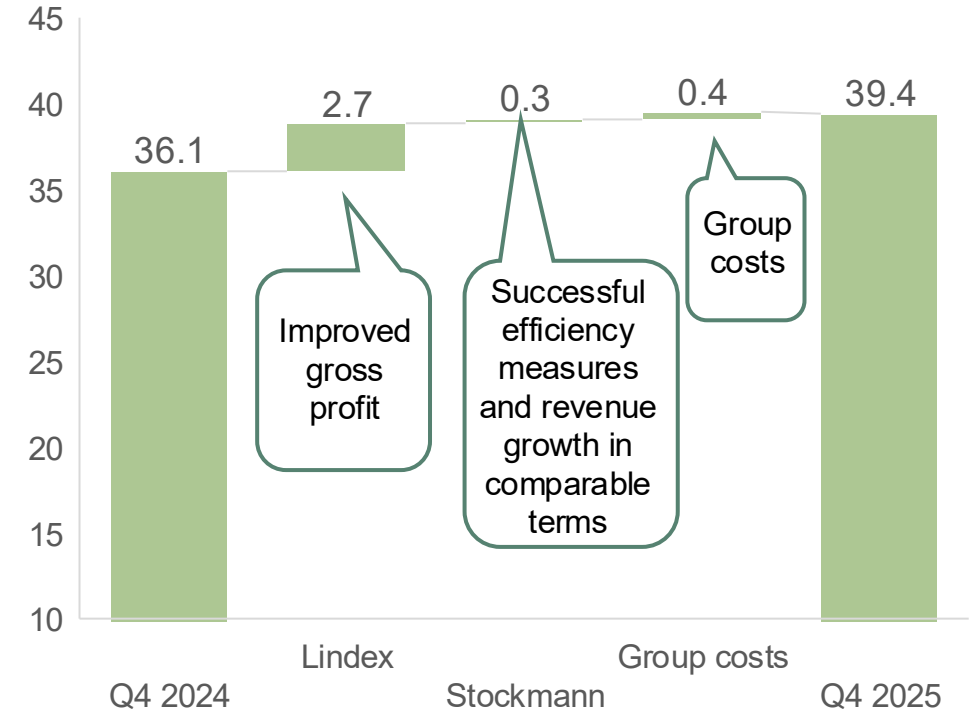 45
40
35
30
25
20
15
10
36.1
2.7
0.3
0.4
39.4
Improved
gross
profit
Successful
efficiency
measures
and revenue
growth in
comparable
terms
Group
costs
Q4 2024
Lindex
Stockmann
Group costs
Q4 2025